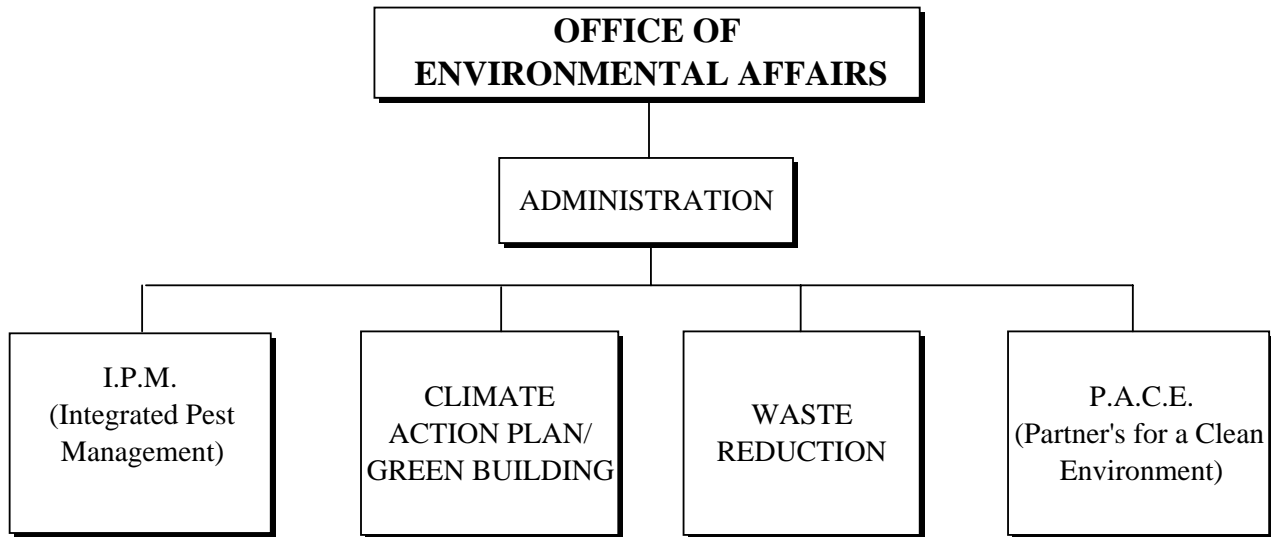 OFFICE OF
ENVIRONMENTAL AFFAIRS
ADMINISTRATION
I.P.M.
(Integrated Pest
Management)
CLIMATE
ACTION PLAN/
GREEN BUILDING
WASTE
REDUCTION
P.A.C.E.
(Partner's for a Clean
Environment)